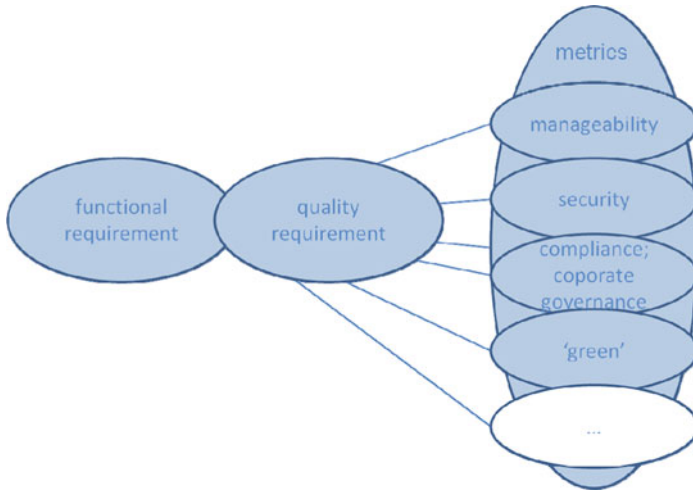 metrics
manageability
functional
requirement
quality
requirement
security
compliance;
coporate
governance
'green'
...